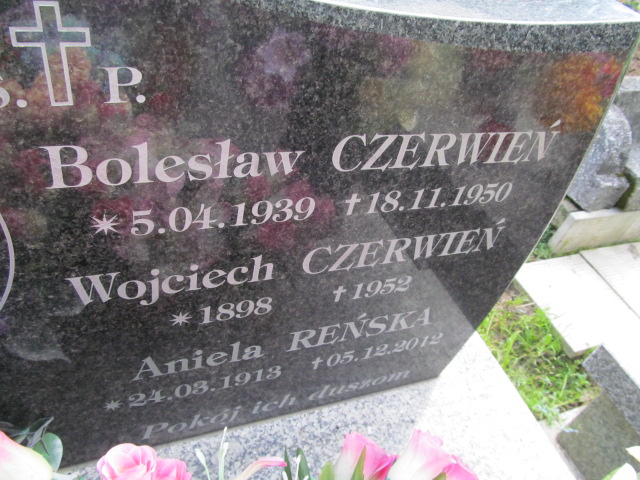 Ś. P.
Bolesław CZERWIEŃ
✷ 5.04.1939 † 18.11.1950
Wojciech CZERWIEŃ
✷ 1898 † 1952
Aniela REŃSKA
✷ 24.03.1913 † 05.12.2012
Pokój ich duszom